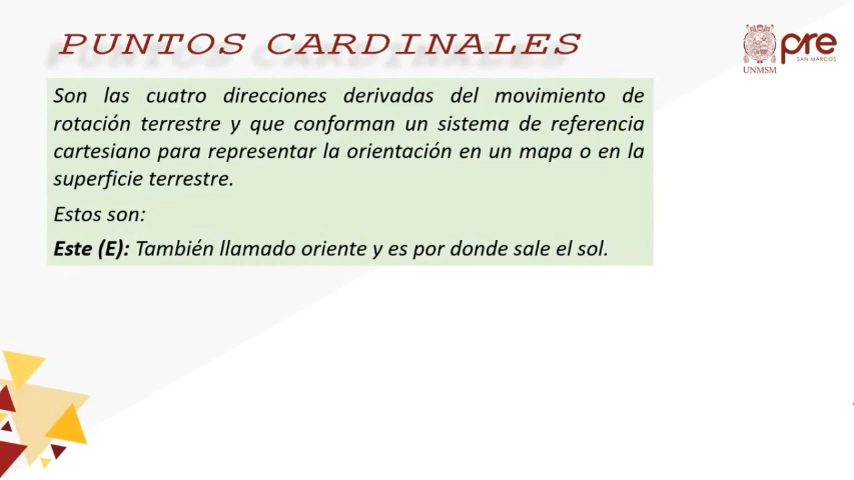 PUNTOS CARDINALES
pre
SAN MARCOS
UNMSM
Son las cuatro direcciones derivadas del movimiento de
rotación terrestre y que conforman un sistema de referencia
cartesiano para representar la orientación en un mapa o en la
superficie terrestre.
Estos son:
Este (E): También llamado oriente y es por donde sale el sol.